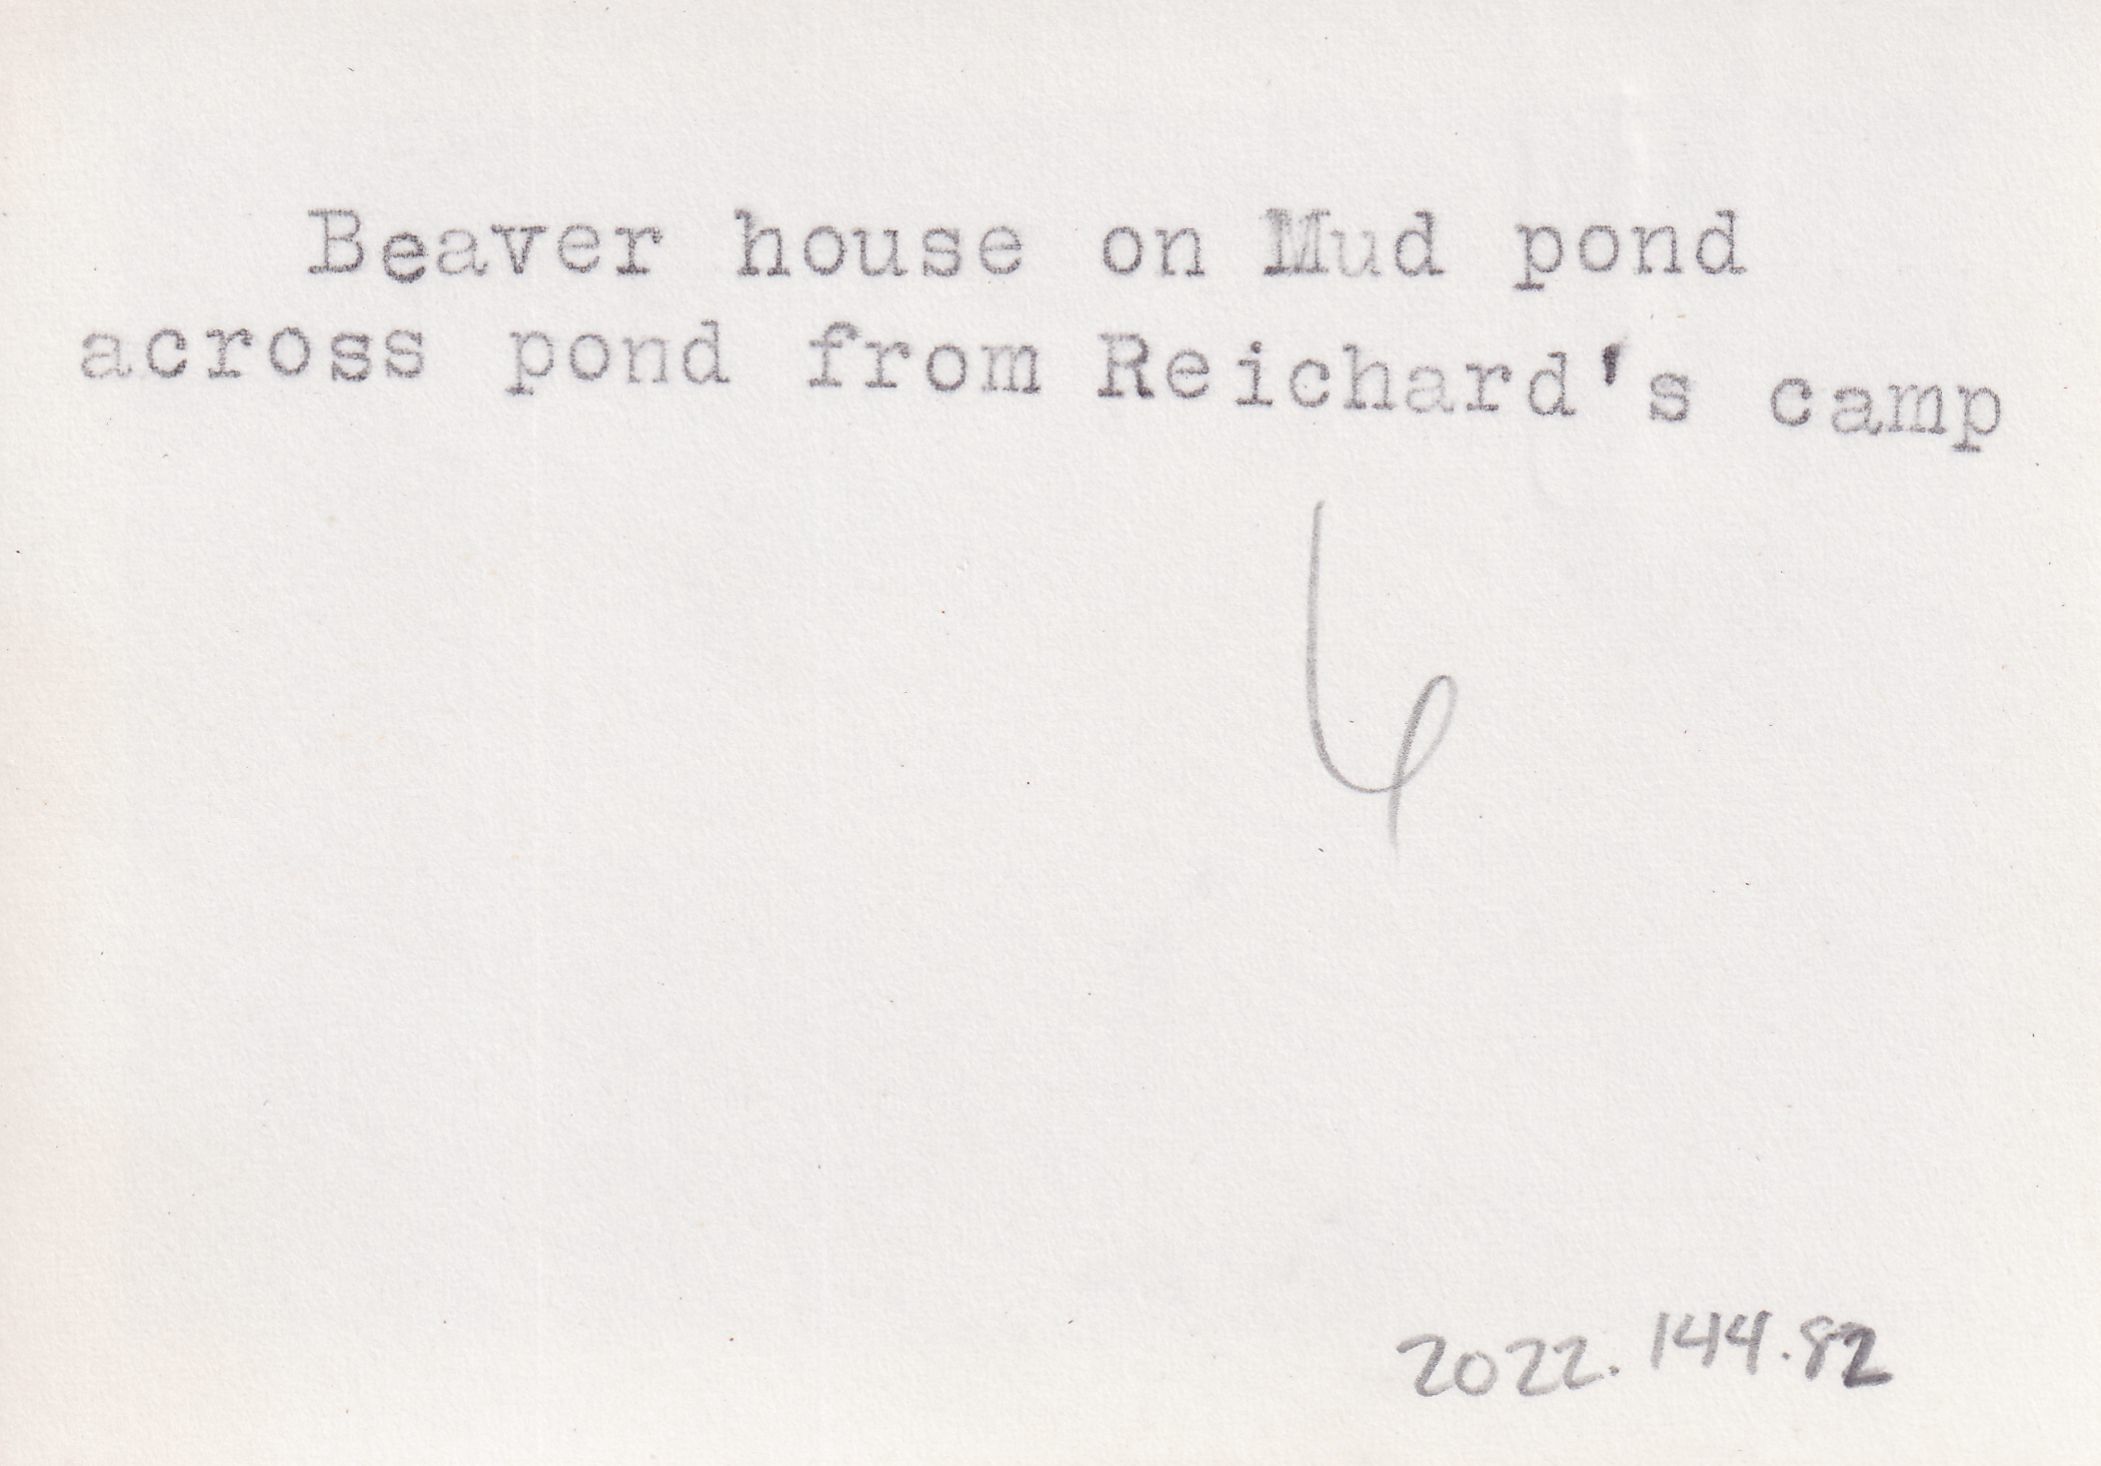 Beaver house on Mud pond
across pond from Reichard's camp
6
2022.144.82